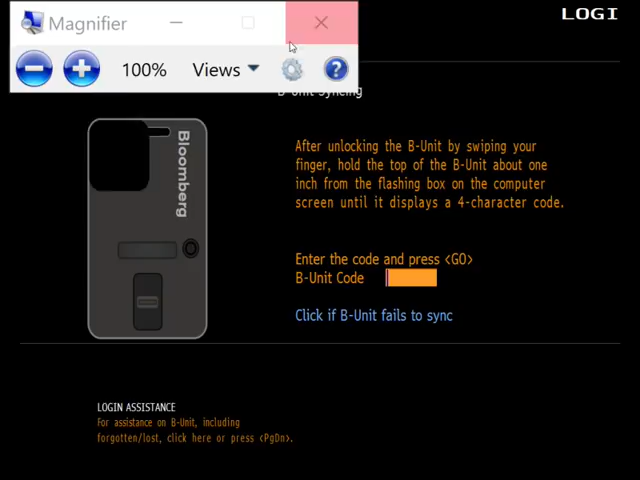 Magnifier
LOGI
100% Views
B-Unit Syncing
Bloomberg
After unlocking the B-Unit by swiping your
finger, hold the top of the B-Unit about one
inch from the flashing box on the computer
screen until it displays a 4-character code.
Enter the code and press <GO>
B-Unit Code
Click if B-Unit fails to sync
LOGIN ASSISTANCE
For assistance on B-Unit, including
forgotten/lost, click here or press <PgDn>.